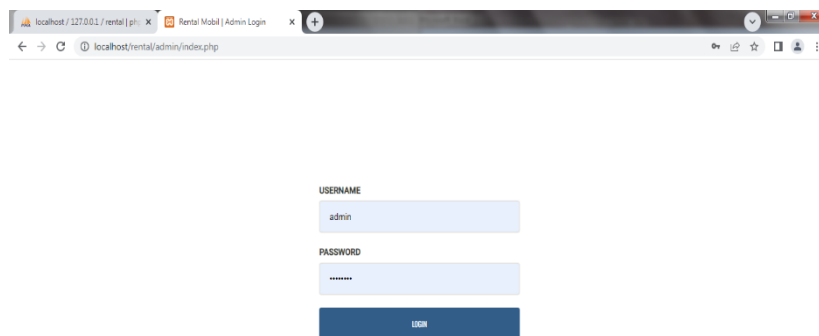 localhost / 127.0.0.1 / rental | ph
Rental Mobil | Admin Login
localhost/rental/admin/index.php
USERNAME
admin
PASSWORD
••••••••
LOGIN